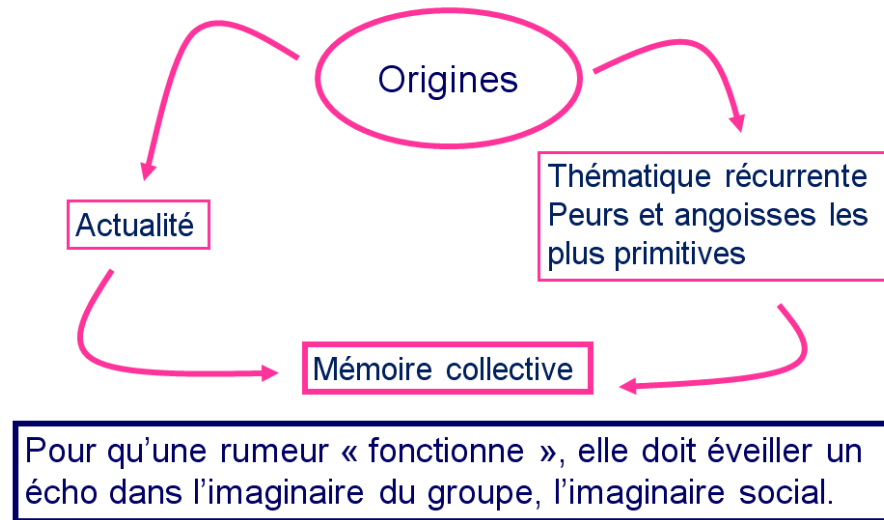 Origines
Actualité
Thématique récurrente
Peurs et angoisses les
plus primitives
Mémoire collective
Pour qu’une rumeur « fonctionne », elle doit éveiller un
écho dans l’imaginaire du groupe, l’imaginaire social.